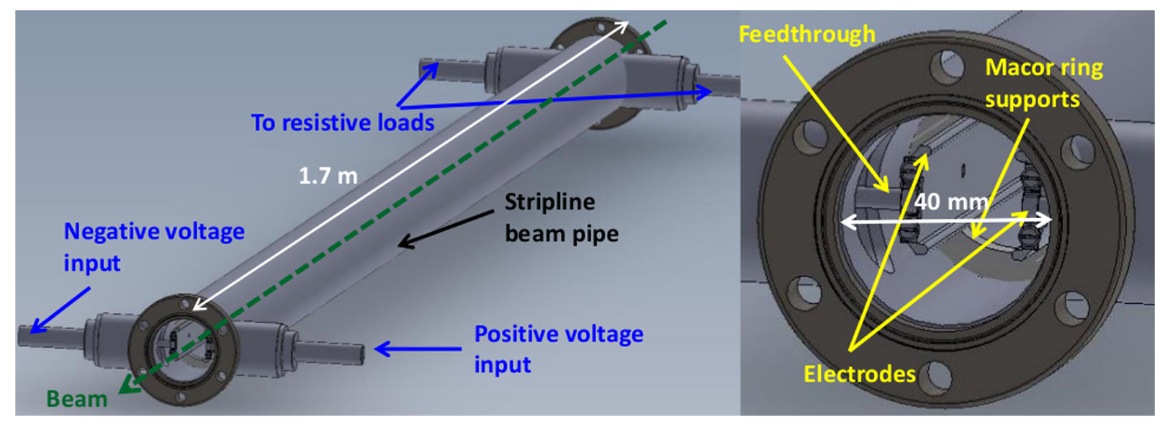 To resistive loads
1.7 m
Stripline
beam pipe
Negative voltage
input
Positive voltage
input
Beam
Feedthrough
Macor ring
supports
40 mm
Electrodes